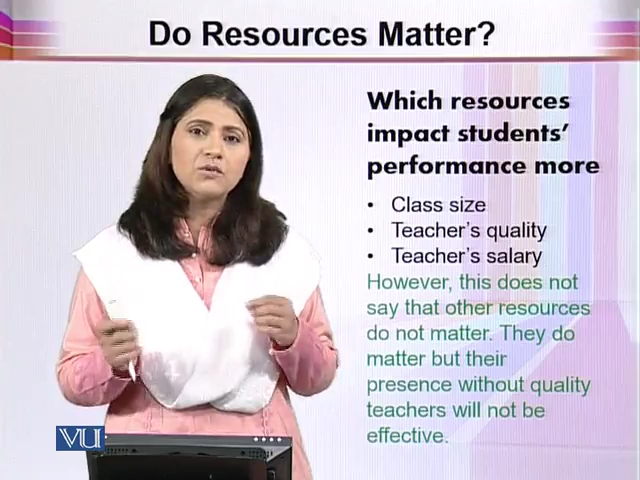 Do Resources Matter?
Which resources
impact students’
performance more
• Class size
• Teacher’s quality
• Teacher’s salary
However, this does not
say that other resources
do not matter. They do
matter but their
presence without quality
teachers will not be
effective.
VU